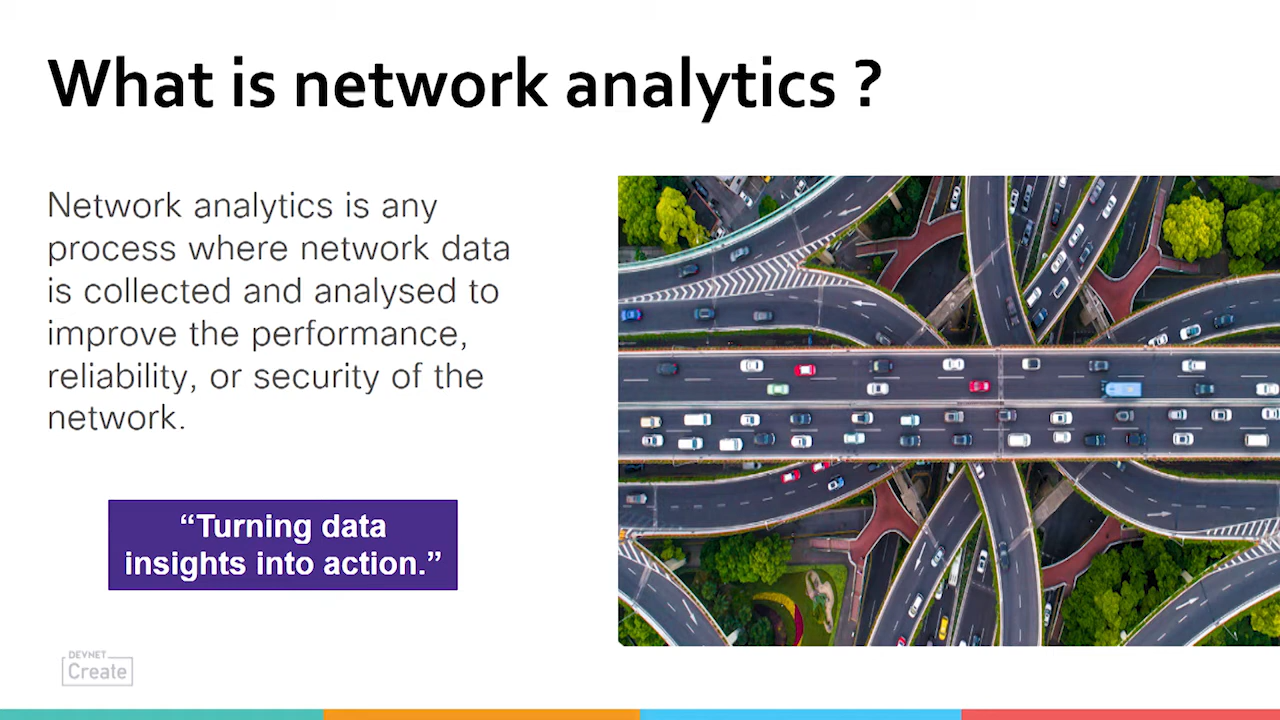 What is network analytics ?
Network analytics is any
process where network data
is collected and analysed to
improve the performance,
reliability, or security of the
network.
“Turning data
insights into action.”
DEVNET
Create